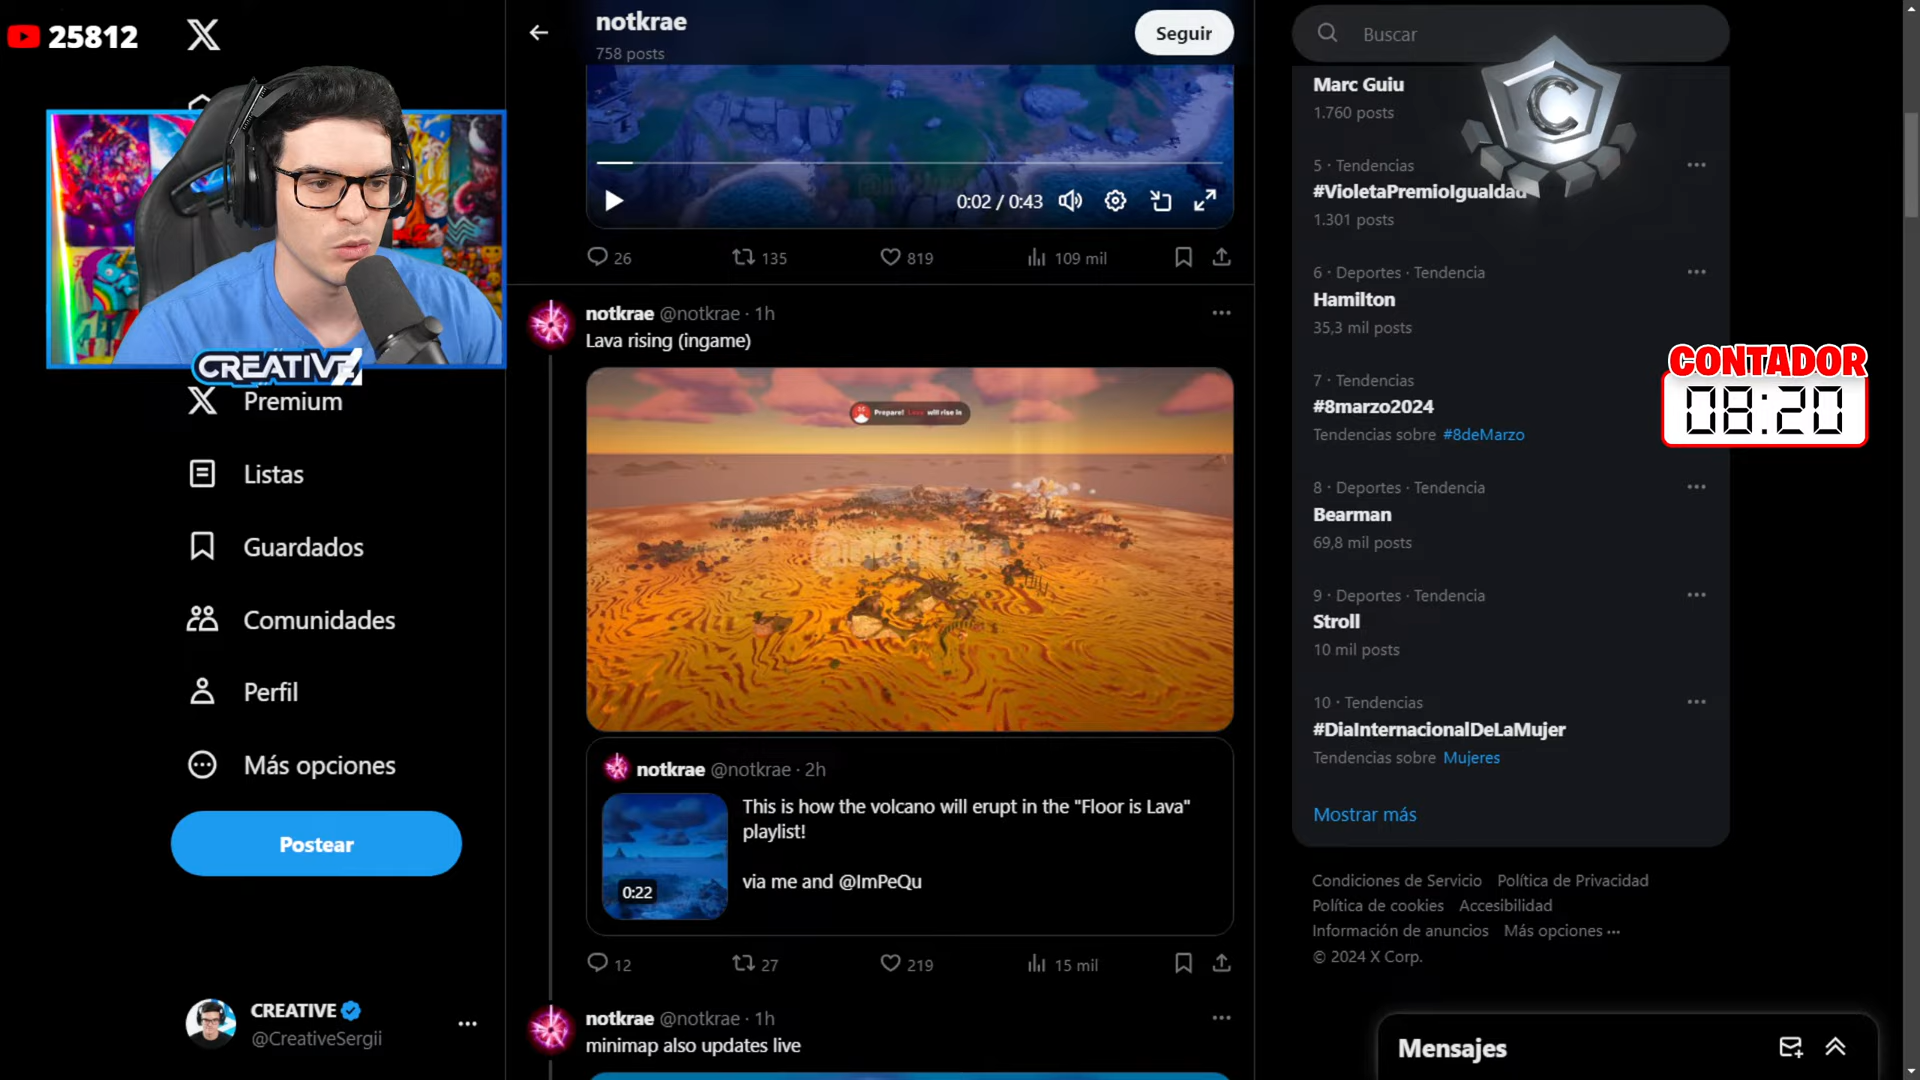 25812
CREATIVE
Premium
Listas
Guardados
Comunidades
Perfil
Más opciones
Postear
CREATIVE
@CreativeSergii
notkrae
758 posts
Seguir
0:02 / 0:43
26
135
819
109 mil
notkrae @notkrae · 1h
Lava rising (ingame)
Prepare! Lava will rise in
@notkrae
notkrae @notkrae · 2h
This is how the volcano will erupt in the "Floor is Lava"
playlist!
via me and @ImPeQu
0:22
12
27
219
15 mil
notkrae @notkrae · 1h
minimap also updates live
Buscar
Marc Guiu
1.760 posts
5 · Tendencias
#VioletaPremioIgualdad
1.301 posts
6 · Deportes · Tendencia
Hamilton
35,3 mil posts
7 · Tendencias
#8marzo2024
Tendencias sobre #8deMarzo
8 · Deportes · Tendencia
Bearman
69,8 mil posts
9 · Deportes · Tendencia
Stroll
10 mil posts
10 · Tendencias
#DiaInternacionalDeLaMujer
Tendencias sobre Mujeres
Mostrar más
Condiciones de Servicio Política de Privacidad
Política de cookies Accesibilidad
Información de anuncios Más opciones ···
© 2024 X Corp.
Mensajes
C
CONTADOR
08:20